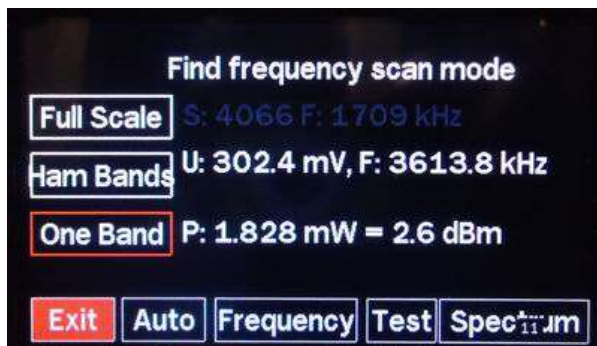 Find frequency scan mode
Full Scale S: 4066 F: 1709 kHz
Ham Bands U: 302.4 mV, F: 3613.8 kHz
One Band P: 1.828 mW = 2.6 dBm
Exit Auto Frequency Test